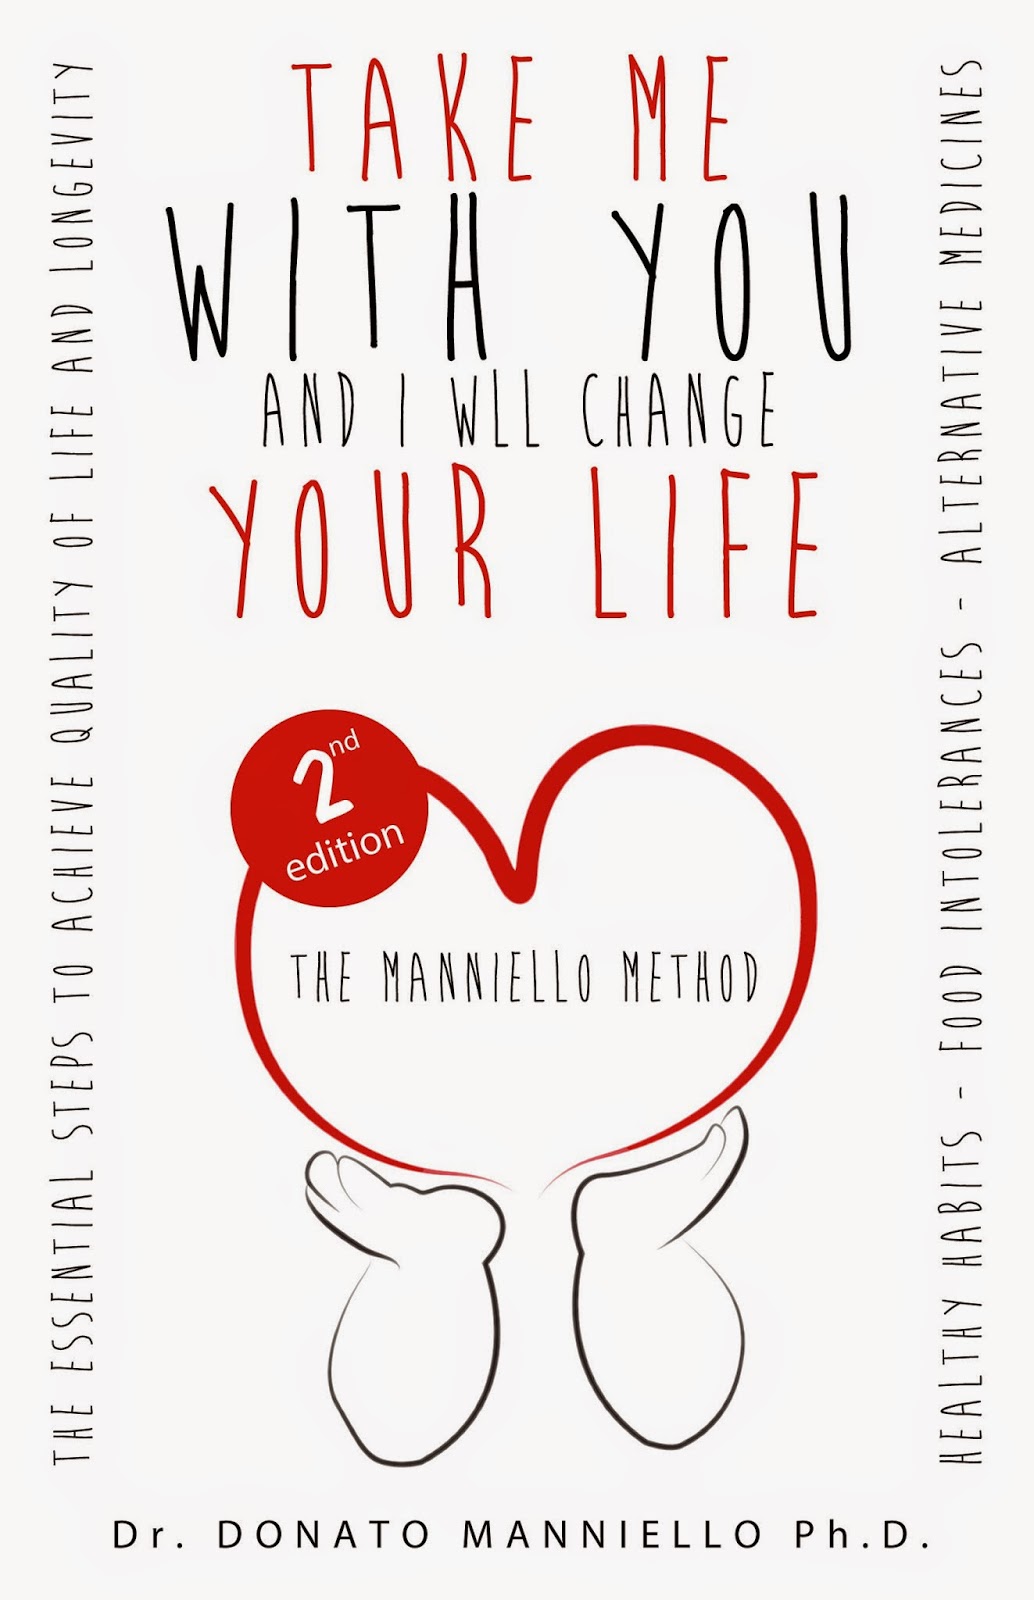 TAKE ME
WITH YOU
AND I WLL CHANGE
YOUR LIFE
2nd
edition
THE MANNIELLO METHOD
THE ESSENTIAL STEPS TO ACHIEVE QUALITY OF LIFE AND LONGEVITY
HEALTHY HABITS - FOOD INTOLERANCES - ALTERNATIVE MEDICINES
Dr. DONATO MANNIELLO Ph.D.